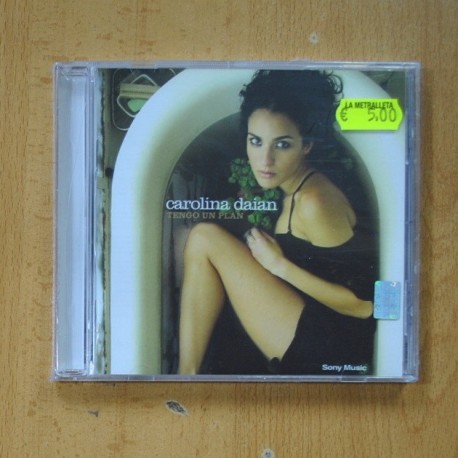 LA METRALLETA
€ 5,00
carolina daian
TENGO UN PLAN
Sony Music